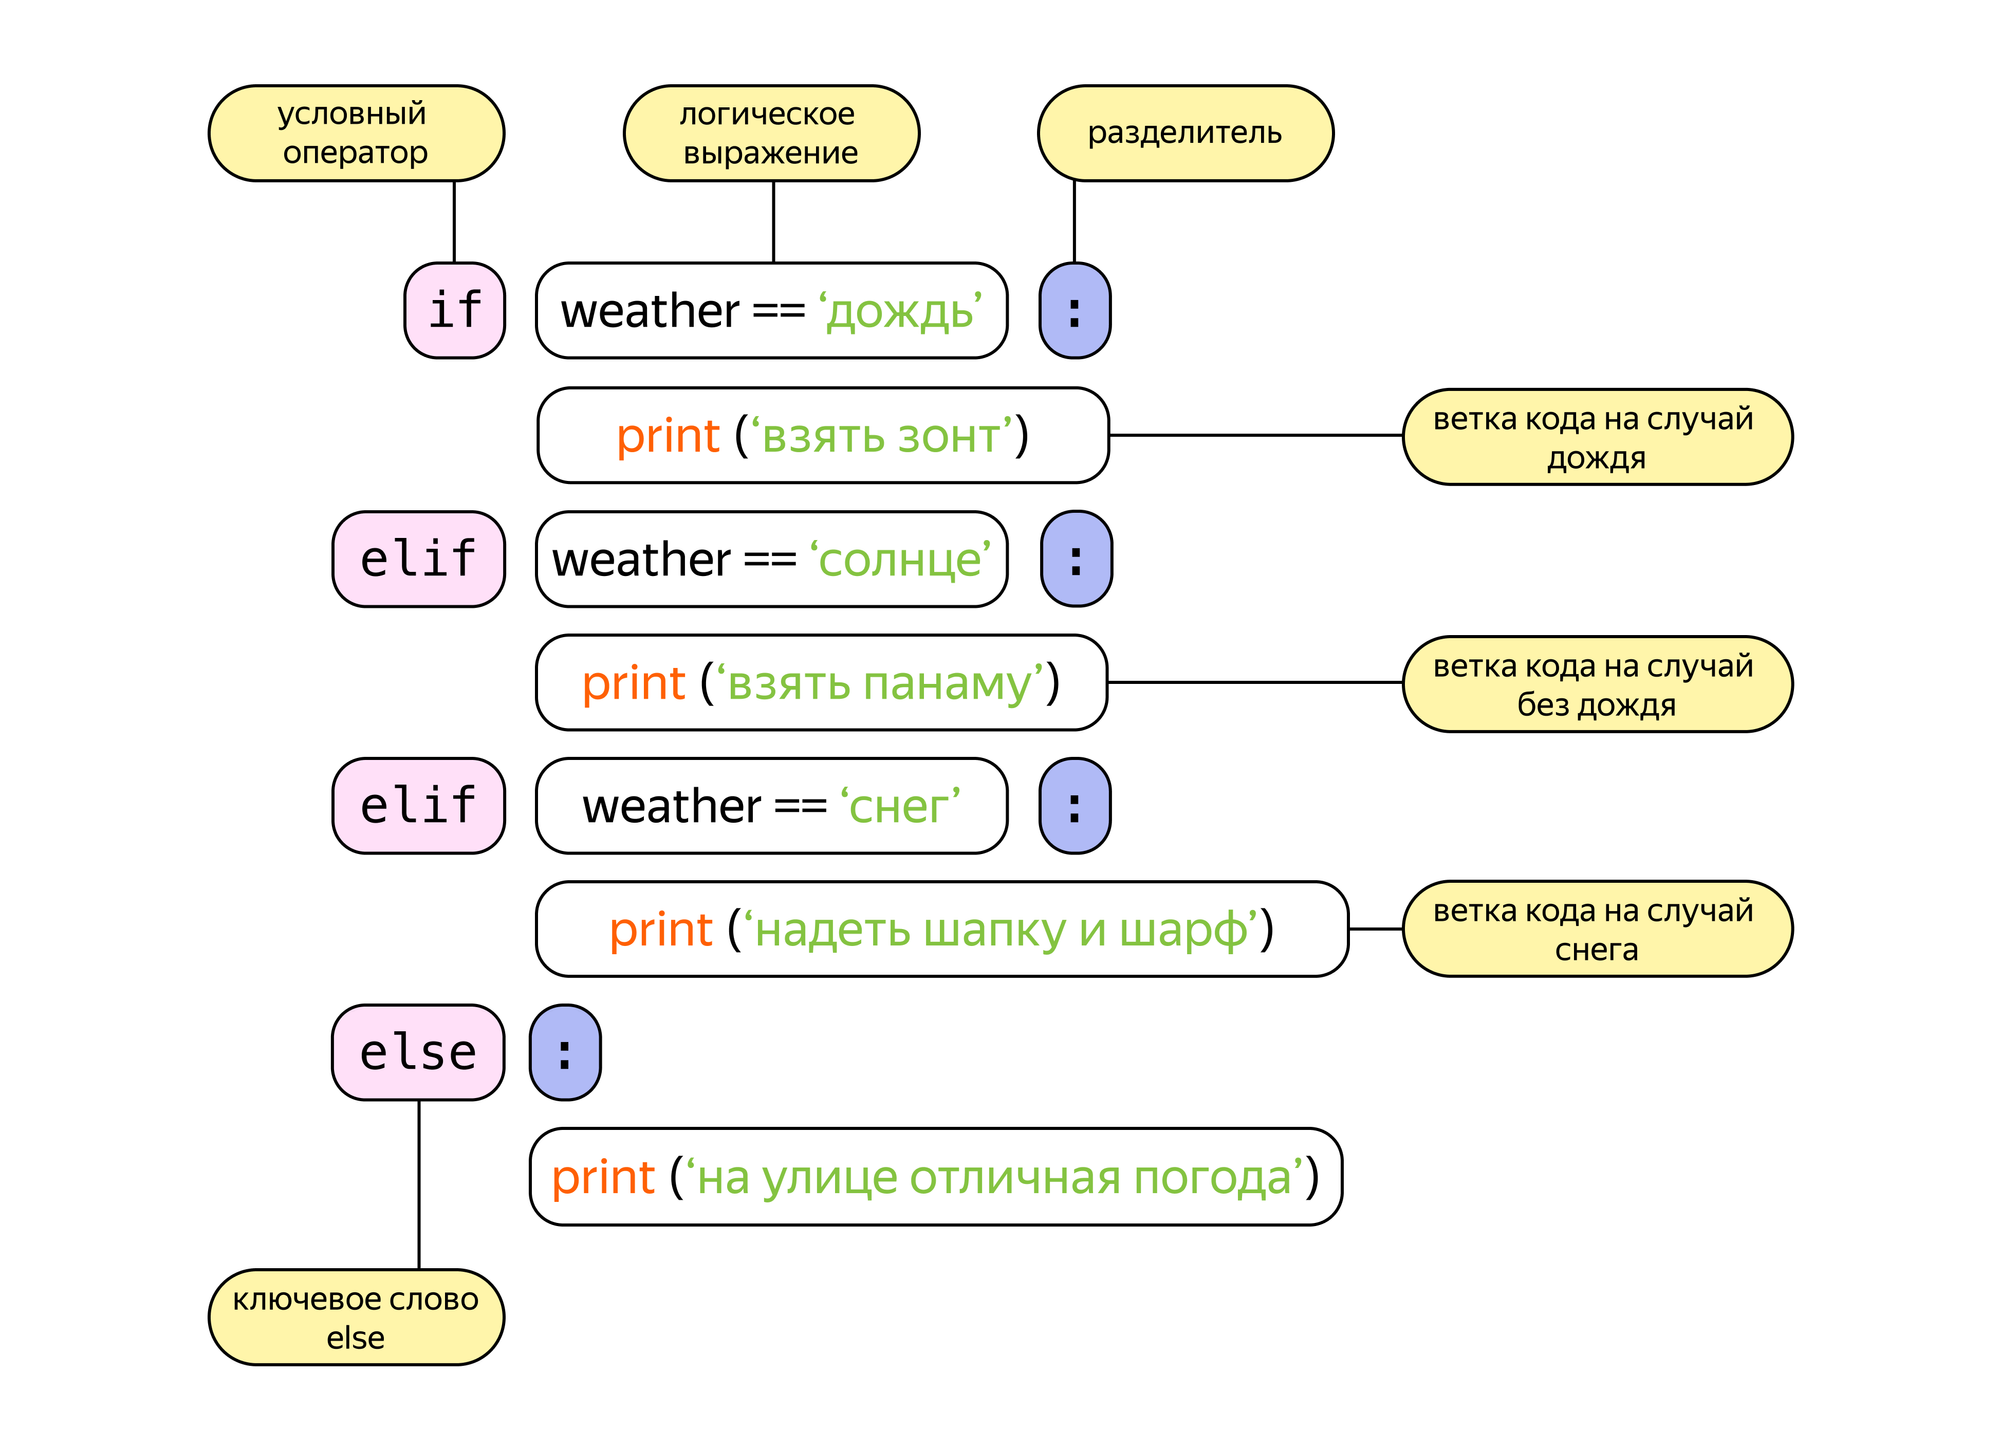 условный
оператор
логическое
выражение
разделитель
if weather == ‘дождь’ :
print (‘взять зонт’)
ветка кода на случай
дождя
elif weather == ‘солнце’ :
print (‘взять панаму’)
ветка кода на случай
без дождя
elif weather == ‘снег’ :
print (‘надеть шапку и шарф’)
ветка кода на случай
снега
else :
print (‘на улице отличная погода’)
ключевое слово
else